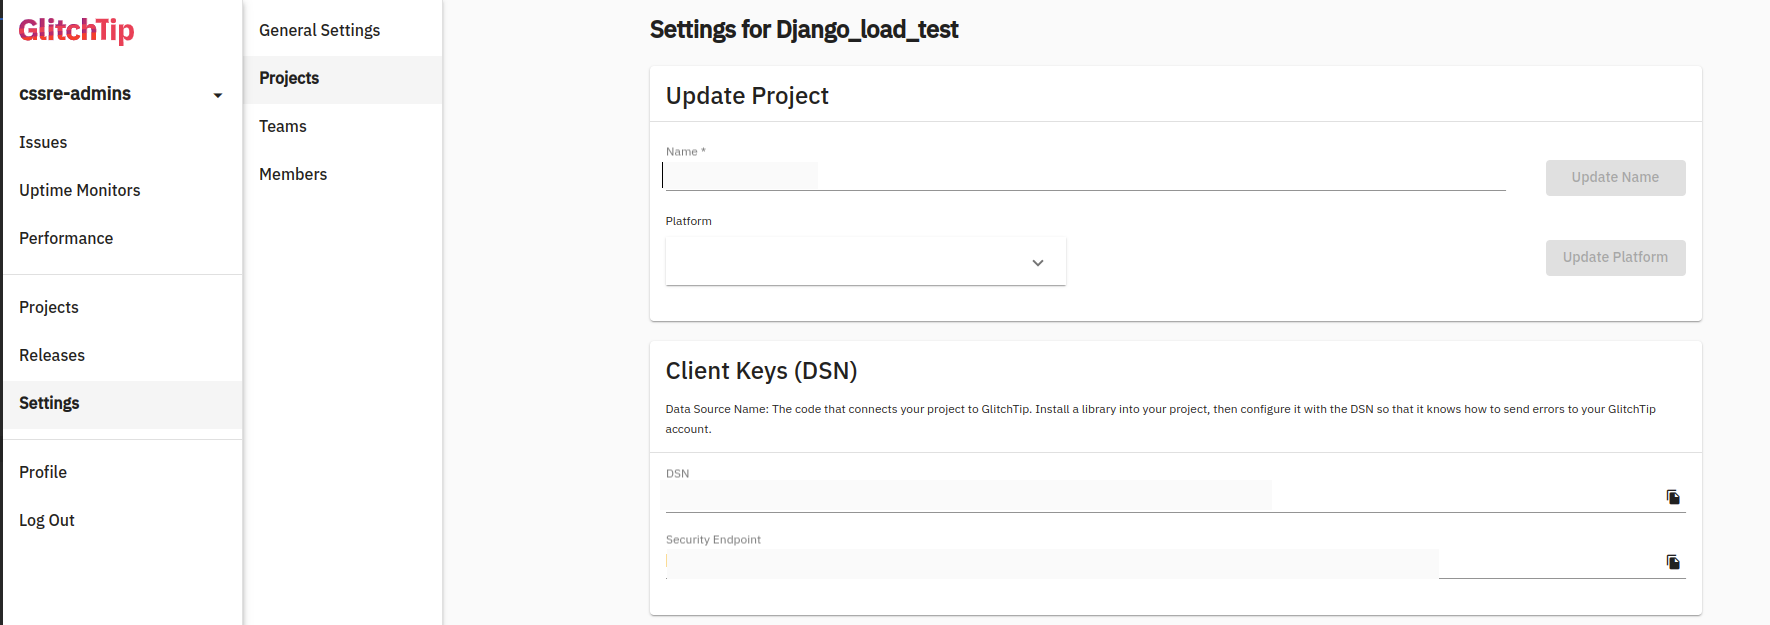 GlitchTip
cssre-admins
Issues
Uptime Monitors
Performance
Projects
Releases
Settings
Profile
Log Out
General Settings
Projects
Teams
Members
Settings for Django_load_test
Update Project
Name *
Update Name
Platform
Update Platform
Client Keys (DSN)
Data Source Name: The code that connects your project to GlitchTip. Install a library into your project, then configure it with the DSN so that it knows how to send errors to your GlitchTip
account.
DSN
Security Endpoint